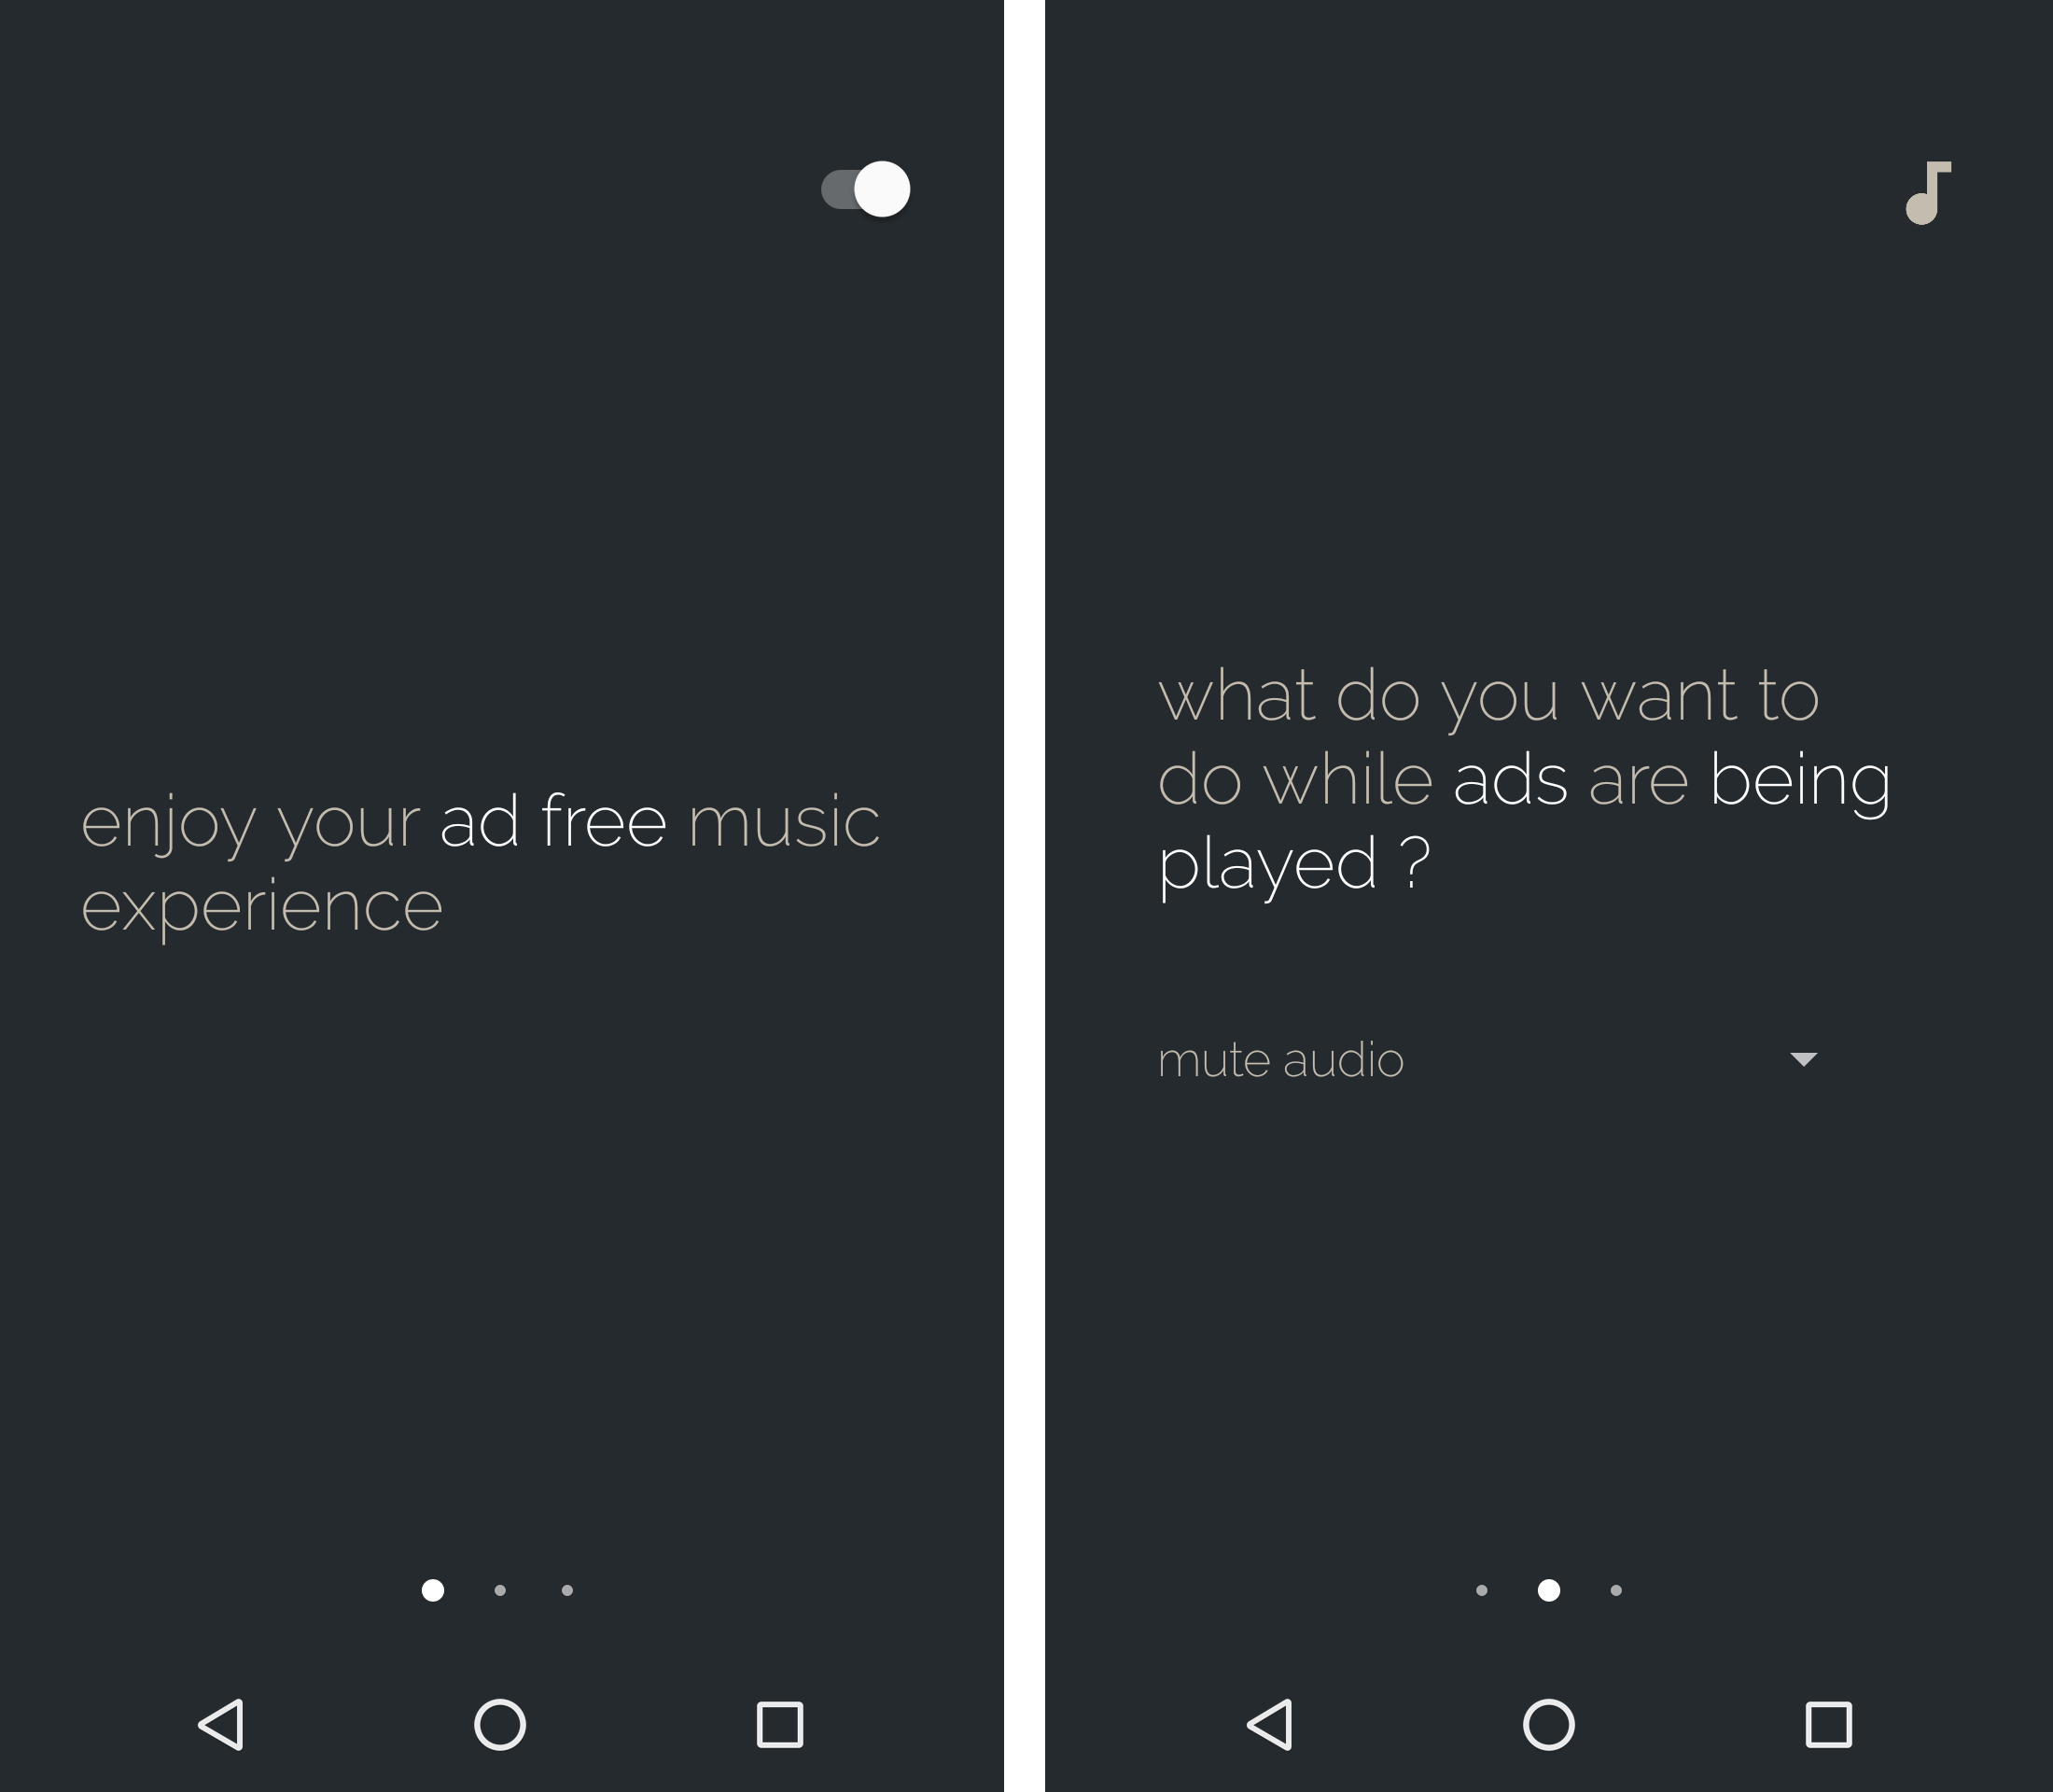 enjoy your ad free music
experience
what do you want to
do while ads are being
played ?
mute audio